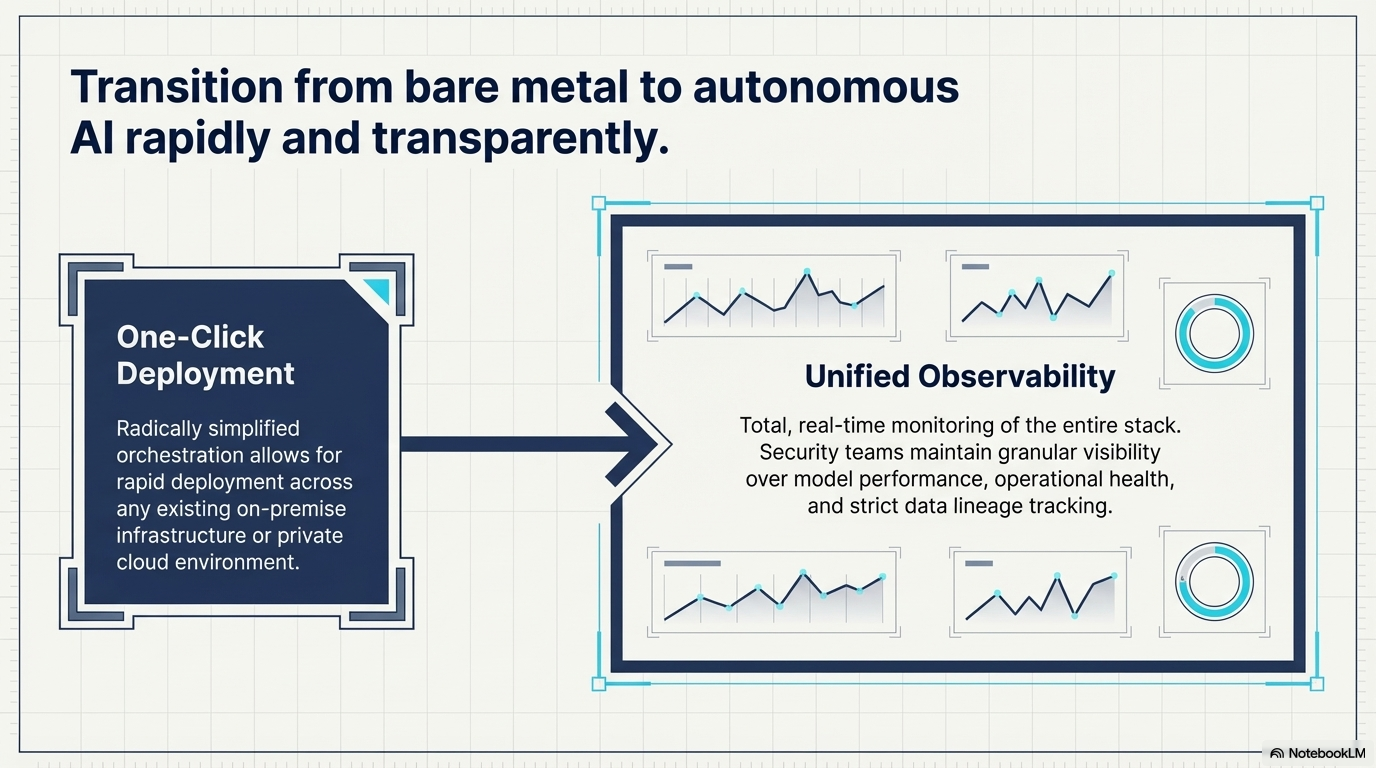 Transition from bare metal to autonomous
AI rapidly and transparently.
One-Click
Deployment
Radically simplified
orchestration allows for
rapid deployment across
any existing on-premise
infrastructure or private
cloud environment.
Unified Observability
Total, real-time monitoring of the entire stack.
Security teams maintain granular visibility
over model performance, operational health,
and strict data lineage tracking.
NotebookLM